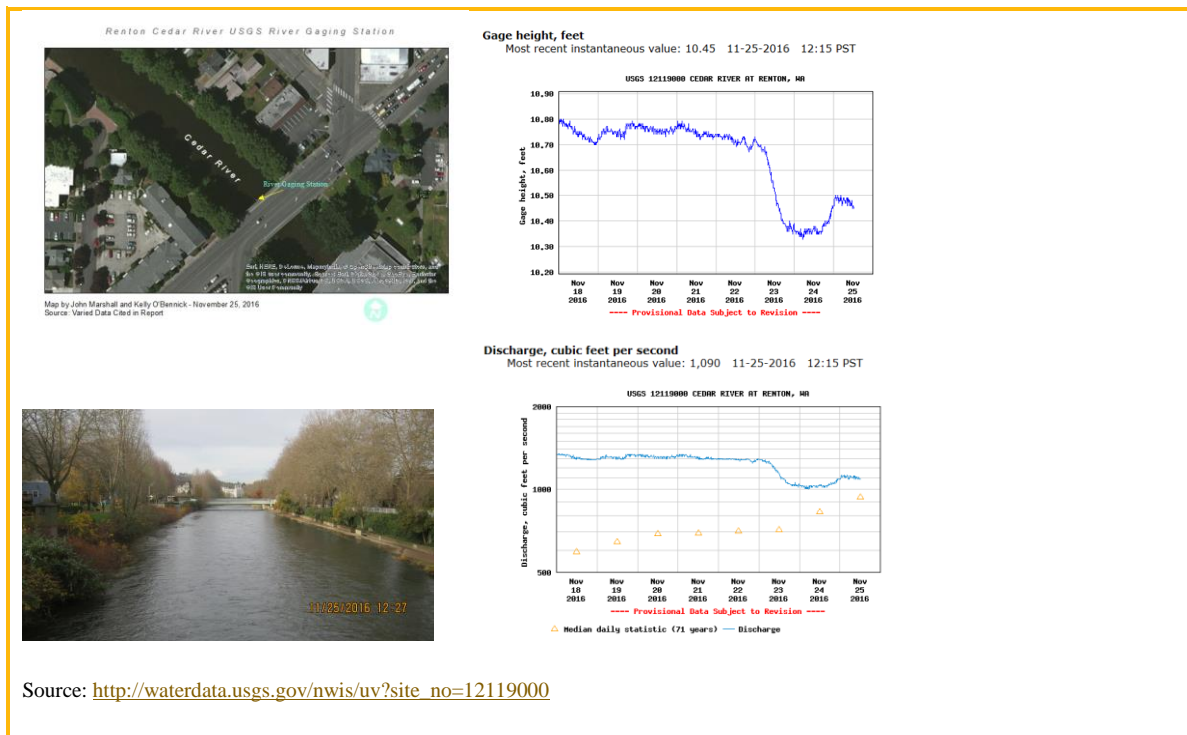 Renton Cedar River USGS River Gaging Station
Cedar River
River Gaging Station
Map by John Marshall and Kelly O'Bennick - November 25, 2016
Source: Varied Data Cited in Report
Gage height, feet
Most recent instantaneous value: 10.45 11-25-2016 12:15 PST
USGS 12119000 CEDAR RIVER AT RENTON, WA
Gage height, feet
10.90
10.80
10.70
10.60
10.50
10.40
10.30
10.20
Nov Nov Nov Nov Nov Nov Nov Nov
18 19 20 21 22 23 24 25
2016 2016 2016 2016 2016 2016 2016 2016
---- Provisional Data Subject to Revision ----
Discharge, cubic feet per second
Most recent instantaneous value: 1,090 11-25-2016 12:15 PST
USGS 12119000 CEDAR RIVER AT RENTON, WA
Discharge, cubic feet per second
2000
1000
500
Nov Nov Nov Nov Nov Nov Nov Nov
18 19 20 21 22 23 24 25
2016 2016 2016 2016 2016 2016 2016 2016
---- Provisional Data Subject to Revision ----
△ Median daily statistic (71 years) — Discharge
11/25/2016 12:27
Source: http://waterdata.usgs.gov/nwis/uv?site_no=12119000